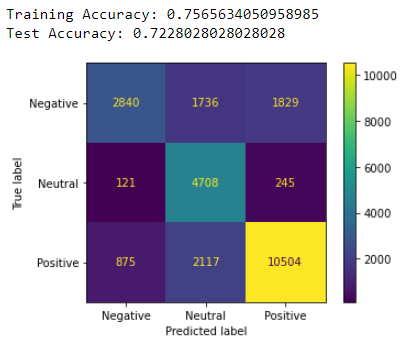 Training Accuracy: 0.7565634050958985
Test Accuracy: 0.7228028028028028
Negative 2840 1736 1829 10000
8000
Neutral 121 4708 245 6000
True label
4000
Positive 875 2117 10504 2000
Negative Neutral Positive
Predicted label